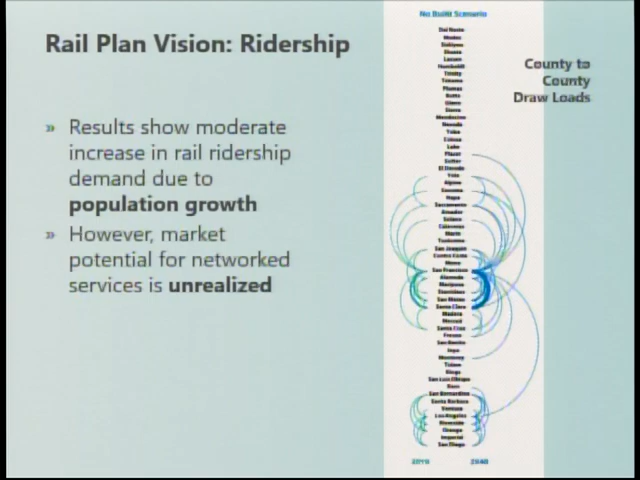 Rail Plan Vision: Ridership
» Results show moderate
increase in rail ridership
demand due to
population growth
» However, market
potential for networked
services is unrealized
No Build Scenario
County to
County
Draw Loads
Del Norte
Modoc
Siskiyou
Shasta
Lassen
Humboldt
Trinity
Tehama
Plumas
Butte
Glenn
Sierra
Mendocino
Nevada
Yuba
Colusa
Lake
Placer
Sutter
El Dorado
Yolo
Alpine
Sonoma
Napa
Sacramento
Amador
Solano
Calaveras
Marin
Tuolumne
San Joaquin
Contra Costa
Mono
San Francisco
Alameda
Mariposa
Stanislaus
San Mateo
Santa Clara
Madera
Merced
Santa Cruz
Fresno
San Benito
Inyo
Monterey
Tulare
Kings
San Luis Obispo
Kern
San Bernardino
Santa Barbara
Ventura
Los Angeles
Riverside
Orange
Imperial
San Diego
2040